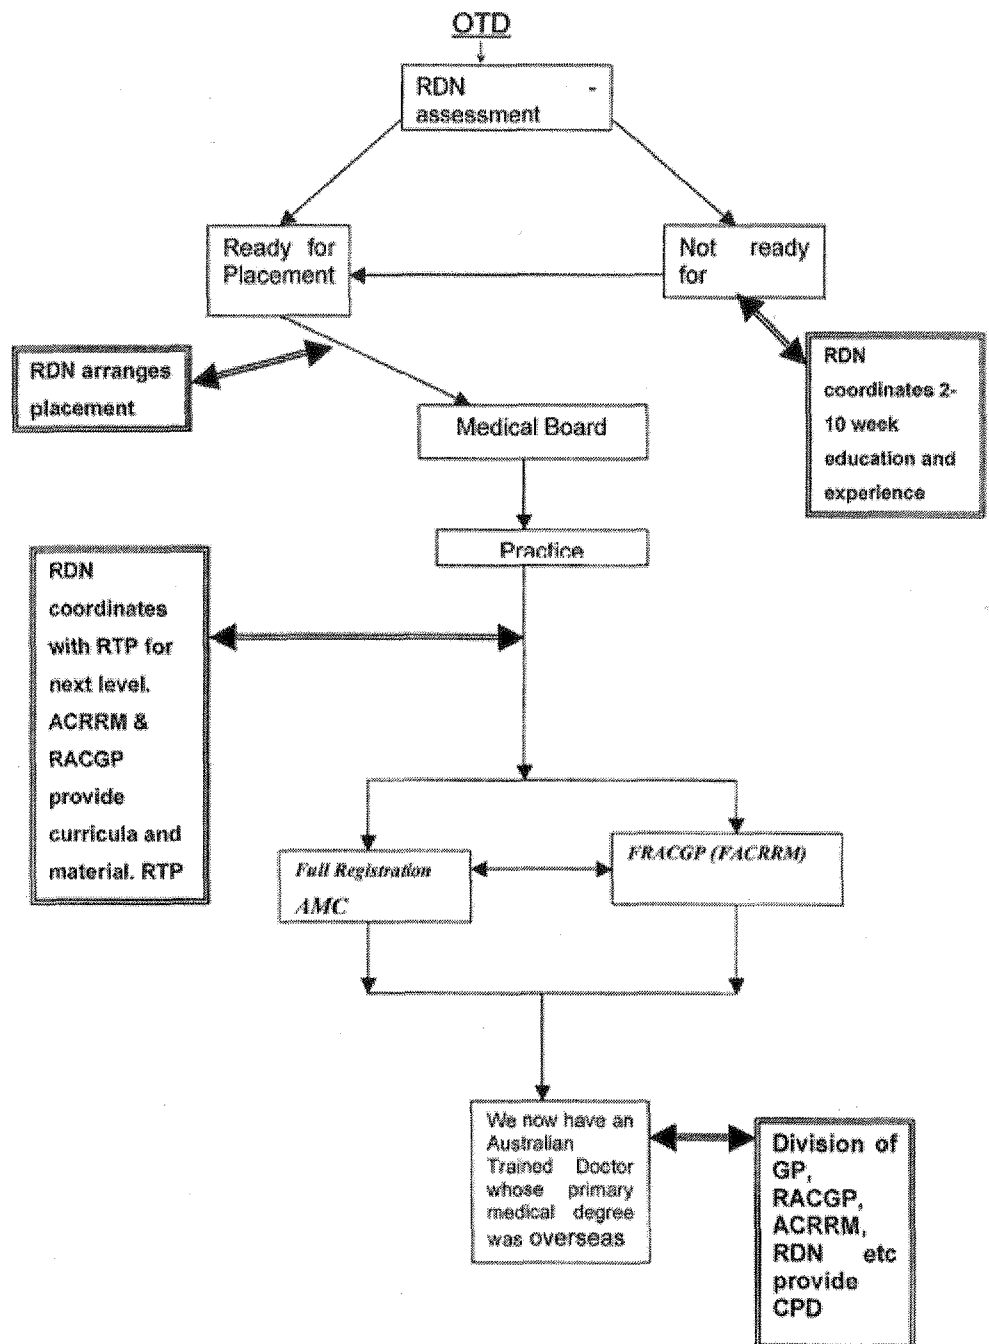 OTD
RDN -
assessment
Ready for
Placement
Not ready
for
RDN arranges
placement
RDN
coordinates 2-
10 week
education and
experience
Medical Board
Practice
RDN
coordinates
with RTP for
next level.
ACRRM &
RACGP
provide
curricula and
material. RTP
Full Registration
AMC
FRACGP (FACRRM)
We now have an
Australian
Trained Doctor
whose primary
medical degree
was overseas
Division of
GP,
RACGP,
ACRRM,
RDN etc
provide
CPD